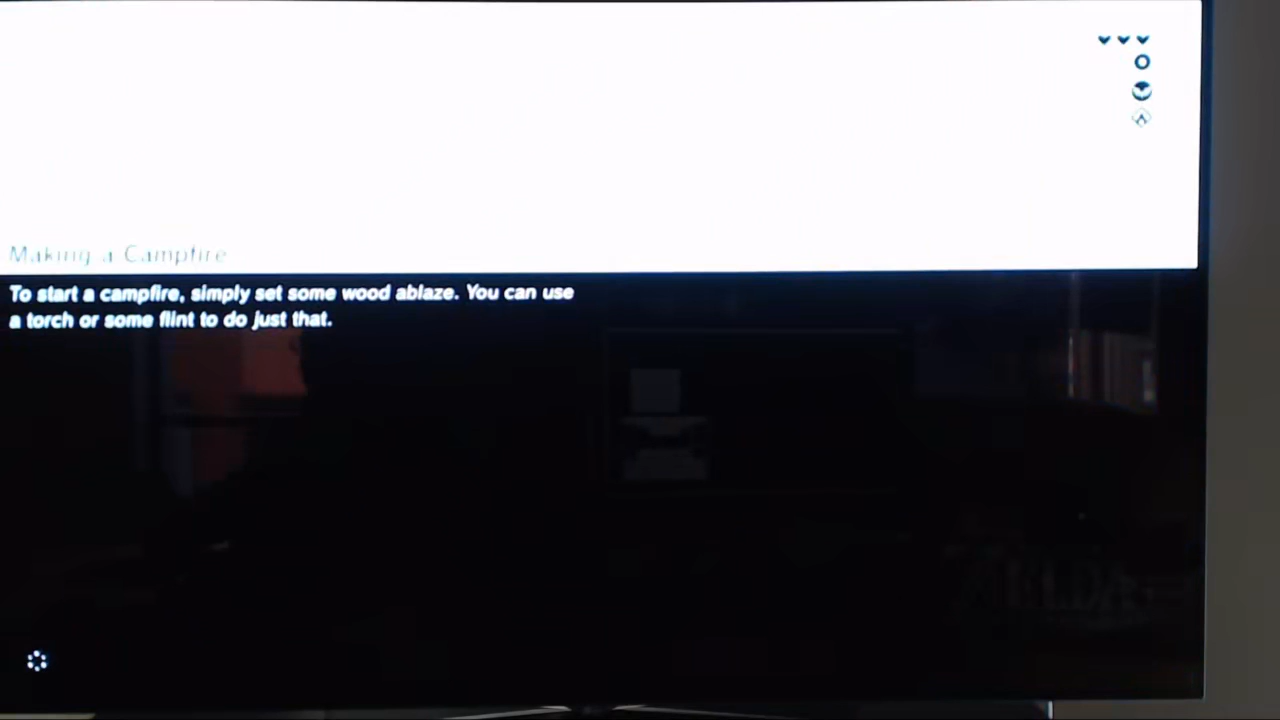 Making a Campfire
To start a campfire, simply set some wood ablaze. You can use
a torch or some flint to do just that.